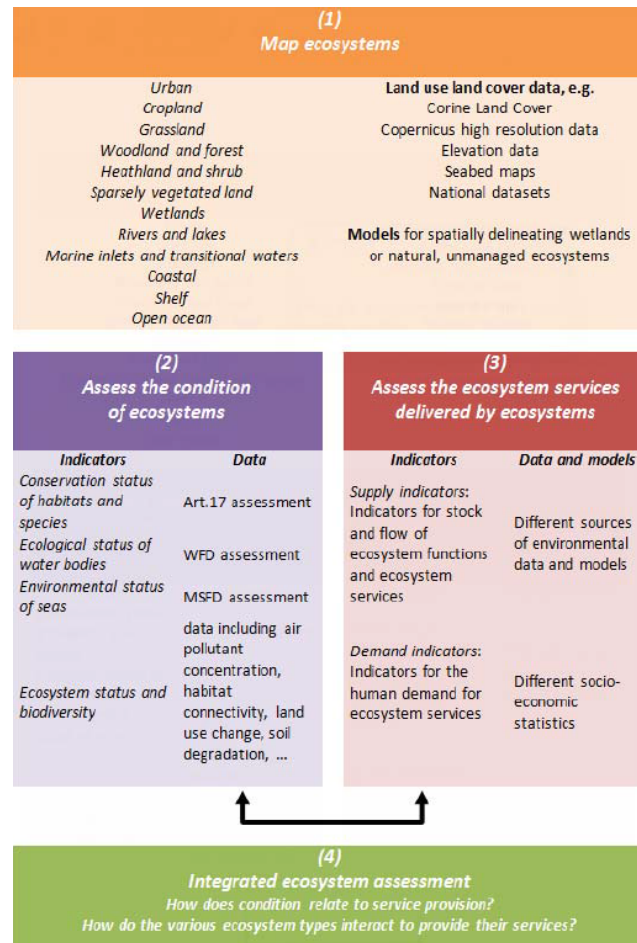 (1)
Map ecosystems
Urban
Cropland
Grassland
Woodland and forest
Heathland and shrub
Sparsely vegetated land
Wetlands
Rivers and lakes
Marine inlets and transitional waters
Coastal
Shelf
Open ocean
Land use land cover data, e.g.
Corine Land Cover
Copernicus high resolution data
Elevation data
Seabed maps
National datasets
Models for spatially delineating wetlands
or natural, unmanaged ecosystems
(2)
Assess the condition
of ecosystems
Indicators
Data
Conservation status
of habitats and
species
Art.17 assessment
Ecological status of
water bodies
WFD assessment
Environmental status
of seas
MSFD assessment
Ecosystem status and
biodiversity
data including air
pollutant
concentration,
habitat
connectivity, land
use change, soil
degradation, ...
(3)
Assess the ecosystem services
delivered by ecosystems
Indicators
Data and models
Supply indicators:
Indicators for stock
and flow of
ecosystem functions
and ecosystem
services
Different sources
of environmental
data and models
Demand indicators:
Indicators for the
human demand for
ecosystem services
Different socio-
economic
statistics
(4)
Integrated ecosystem assessment
How does condition relate to service provision?
How do the various ecosystem types interact to provide their services?